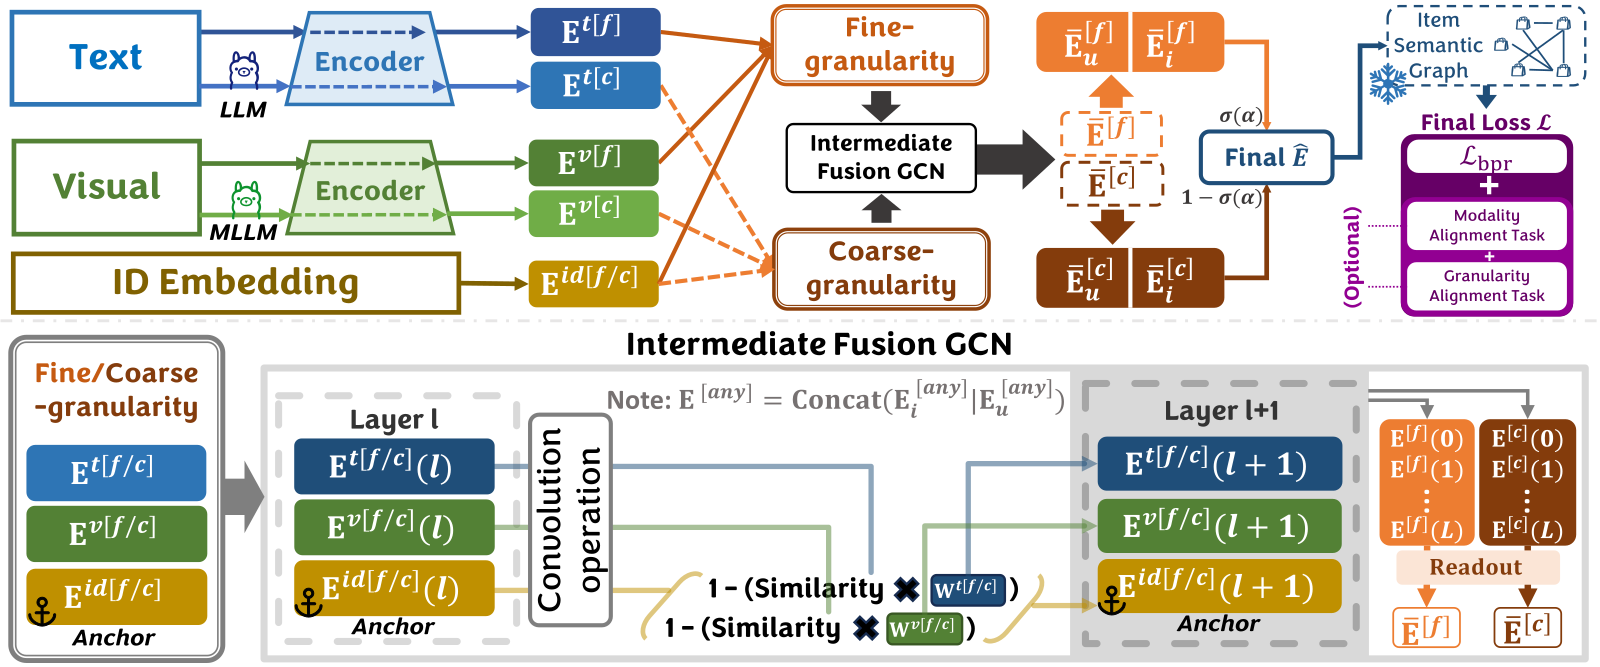 Text
LLM
Encoder
E^{t[f]}
E^{t[c]}
Visual
MLLM
Encoder
E^{v[f]}
E^{v[c]}
ID Embedding
E^{id[f/c]}
Fine-
granularity
Intermediate
Fusion GCN
Coarse-
granularity
Ē_u^{[f]} Ē_i^{[f]}
Ē^{[f]}
Ē^{[c]}
Ē_u^{[c]} Ē_i^{[c]}
σ(α)
Final Ê
1 − σ(α)
Item
Semantic
Graph
Final Loss ℒ
ℒ_bpr
+
Modality
Alignment Task
+
Granularity
Alignment Task
(Optional)
Intermediate Fusion GCN
Fine/Coarse
-granularity
E^{t[f/c]}
E^{v[f/c]}
E^{id[f/c]}
Anchor
Layer l
E^{t[f/c]}(l)
E^{v[f/c]}(l)
E^{id[f/c]}(l)
Anchor
Convolution
operation
Note: E^{[any]} = Concat(E_i^{[any]}|E_u^{[any]})
1 - (Similarity ✖ W^{t[f/c]})
1 - (Similarity ✖ W^{v[f/c]})
Layer l+1
E^{t[f/c]}(l + 1)
E^{v[f/c]}(l + 1)
E^{id[f/c]}(l + 1)
Anchor
E^{[f]}(0) E^{[c]}(0)
E^{[f]}(1) E^{[c]}(1)
⋮ ⋮
E^{[f]}(L) E^{[c]}(L)
Readout
Ē^{[f]} Ē^{[c]}